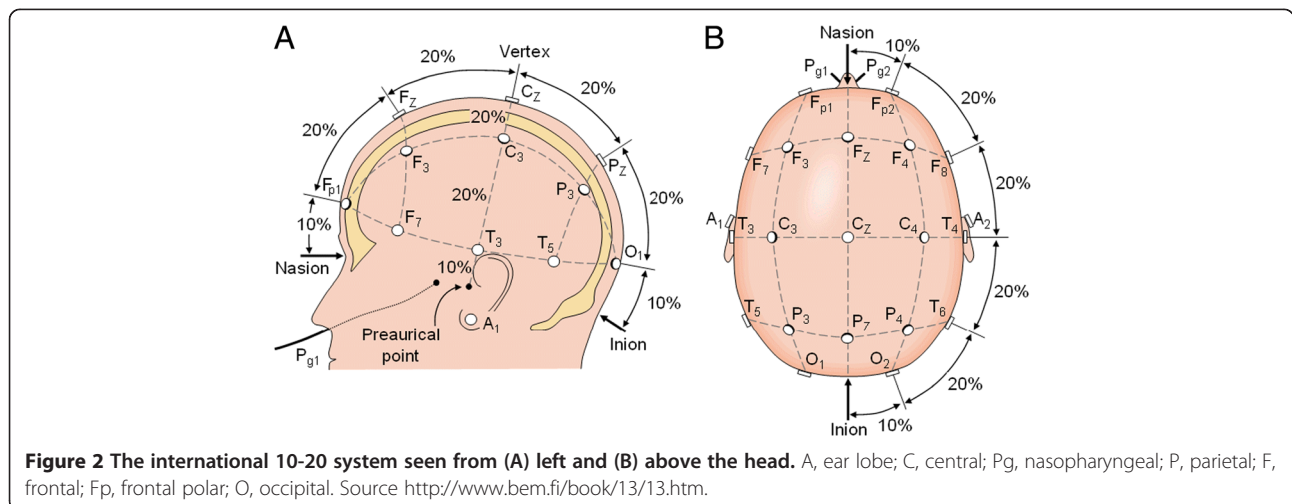 A
B
20%
Vertex
20%
20%
FZ
CZ
20%
20%
F3
C3
PZ
Fp1
P3
20%
20%
10%
F7
T3
T5
O1
Nasion
10%
10%
A1
Preaurical
point
Inion
Pg1
Nasion
10%
Pg1
Pg2
Fp1
Fp2
20%
F7
F3
FZ
F4
F8
20%
A1
T3
C3
CZ
C4
T4
A2
20%
T5
P3
P7
P4
T6
O1
O2
20%
Inion
10%
Figure 2 The international 10-20 system seen from (A) left and (B) above the head. A, ear lobe; C, central; Pg, nasopharyngeal; P, parietal; F,
frontal; Fp, frontal polar; O, occipital. Source http://www.bem.fi/book/13/13.htm.